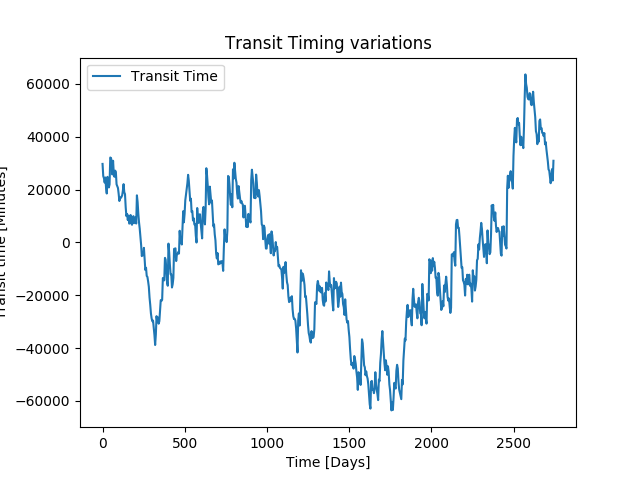 Transit Timing variations
Transit Time
60000
40000
20000
0
−20000
−40000
−60000
Transit time [Minutes]
0 500 1000 1500 2000 2500
Time [Days]